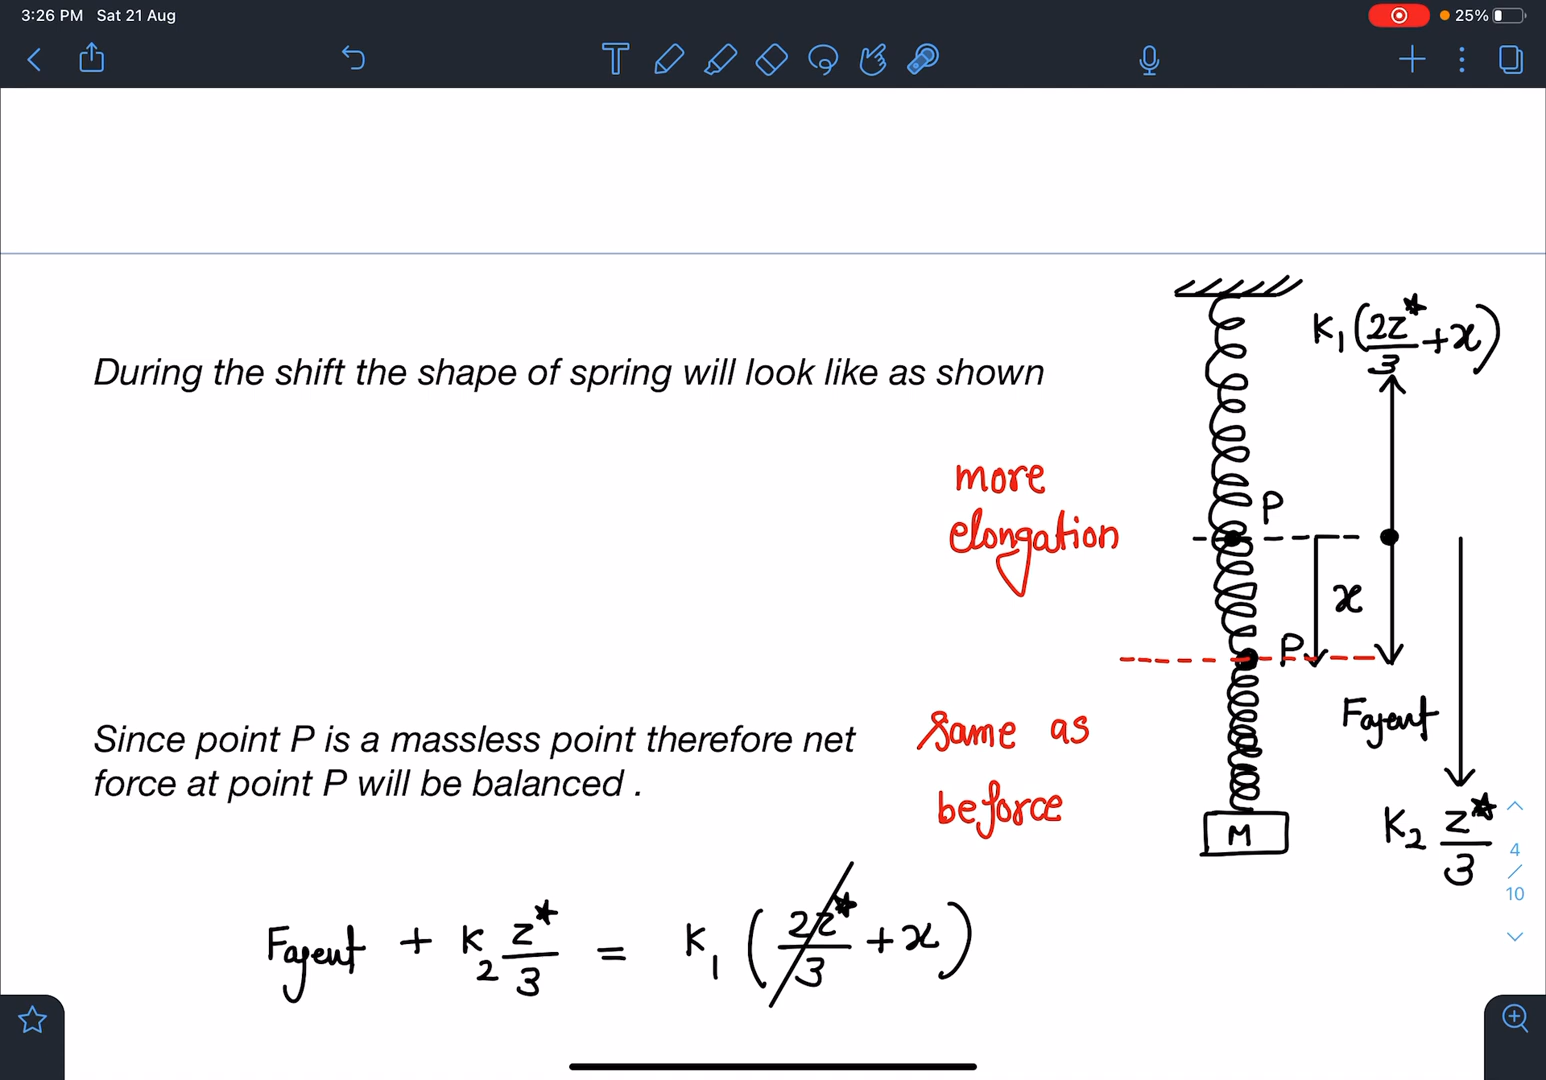 3:26 PM Sat 21 Aug
25%
K₁(2z*/3 + x)
During the shift the shape of spring will look like as shown
more
elongation
P
x
P
Fagent
Since point P is a massless point therefore net
force at point P will be balanced .
same as
beforce
M
K₂ z*/3
4
/
10
Fagent + K₂ z*/3 = K₁ (2z*/3 + x)